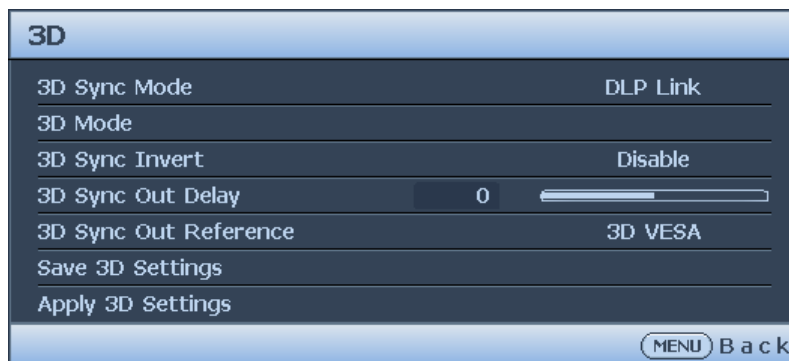 3D
3D Sync Mode DLP Link
3D Mode
3D Sync Invert Disable
3D Sync Out Delay 0
3D Sync Out Reference 3D VESA
Save 3D Settings
Apply 3D Settings
MENU Back